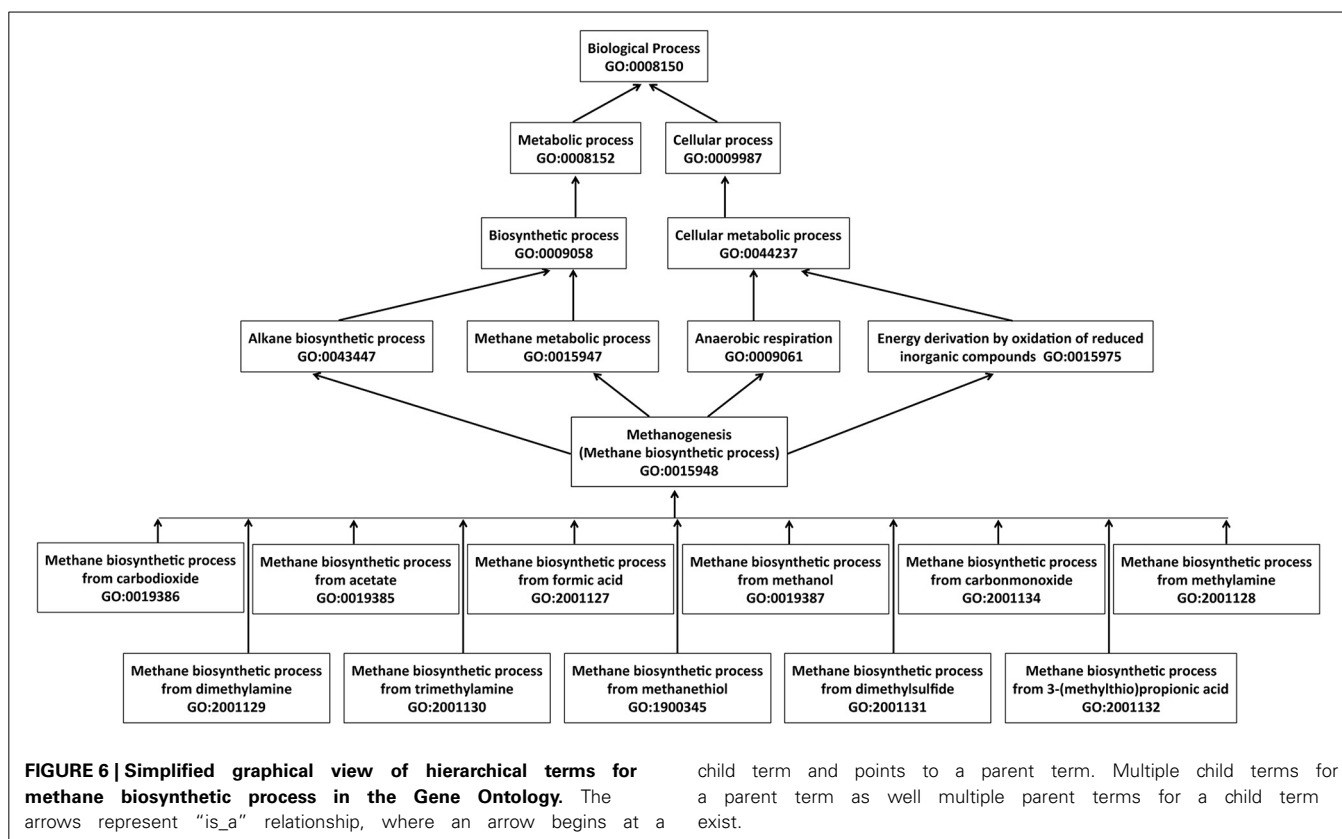 Biological Process
GO:0008150
Metabolic process
GO:0008152
Cellular process
GO:0009987
Biosynthetic process
GO:0009058
Cellular metabolic process
GO:0044237
Alkane biosynthetic process
GO:0043447
Methane metabolic process
GO:0015947
Anaerobic respiration
GO:0009061
Energy derivation by oxidation of reduced
inorganic compounds GO:0015975
Methanogenesis
(Methane biosynthetic process)
GO:0015948
Methane biosynthetic process
from carbodioxide
GO:0019386
Methane biosynthetic process
from acetate
GO:0019385
Methane biosynthetic process
from formic acid
GO:2001127
Methane biosynthetic process
from methanol
GO:0019387
Methane biosynthetic process
from carbonmonoxide
GO:2001134
Methane biosynthetic process
from methylamine
GO:2001128
Methane biosynthetic process
from dimethylamine
GO:2001129
Methane biosynthetic process
from trimethylamine
GO:2001130
Methane biosynthetic process
from methanethiol
GO:1900345
Methane biosynthetic process
from dimethylsulfide
GO:2001131
Methane biosynthetic process
from 3-(methylthio)propionic acid
GO:2001132
FIGURE 6 | Simplified graphical view of hierarchical terms for
methane biosynthetic process in the Gene Ontology. The
arrows represent “is_a” relationship, where an arrow begins at a
child term and points to a parent term. Multiple child terms for
a parent term as well multiple parent terms for a child term
exist.